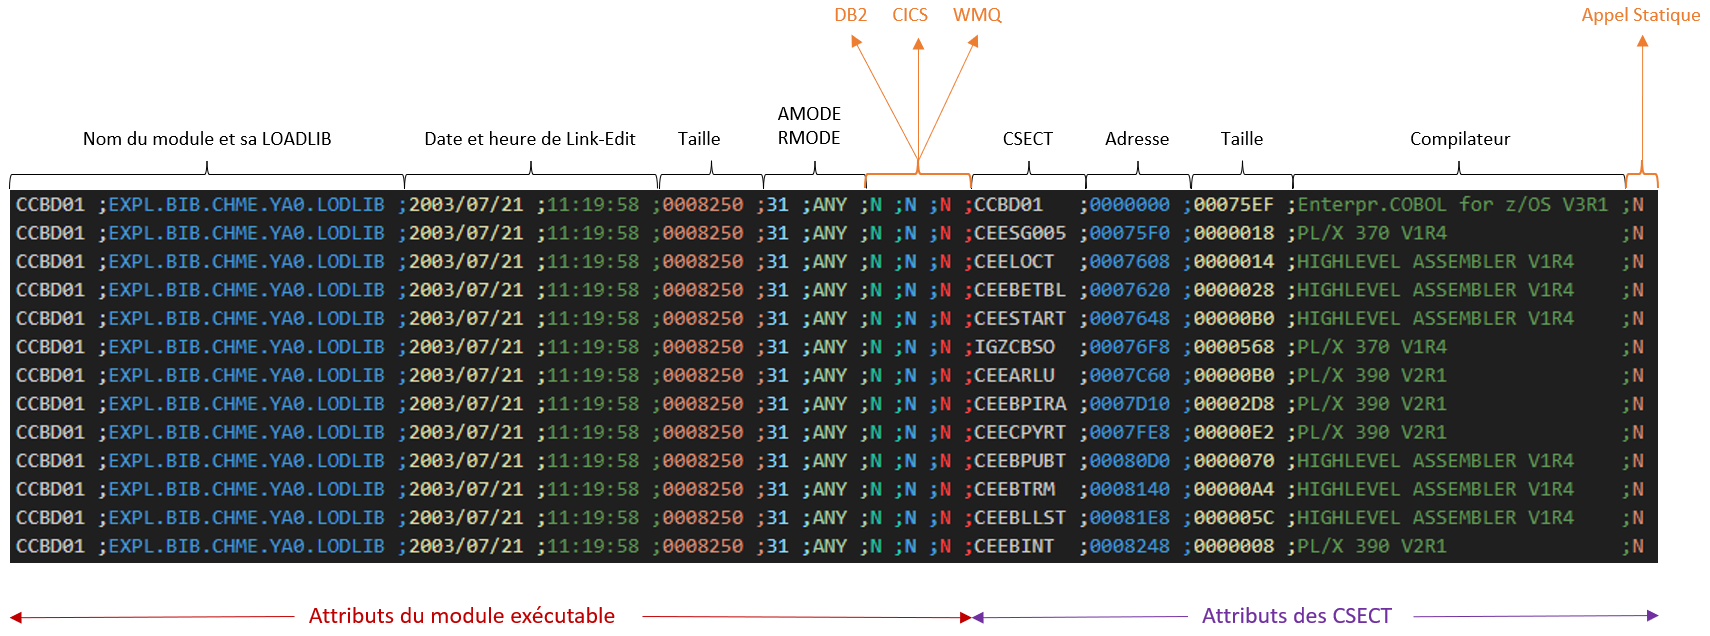 DB2 CICS WMQ Appel Statique
AMODE
RMODE
Nom du module et sa LOADLIB Date et heure de Link-Edit Taille CSECT Adresse Taille Compilateur
CCBD01 ;EXPL.BIB.CHME.YA0.LODLIB ;2003/07/21 ;11:19:58 ;0008250 ;31 ;ANY ;N ;N ;N ;CCBD01 ;0000000 ;00075EF ;Enterpr.COBOL for z/OS V3R1 ;N
CCBD01 ;EXPL.BIB.CHME.YA0.LODLIB ;2003/07/21 ;11:19:58 ;0008250 ;31 ;ANY ;N ;N ;N ;CEESG005 ;00075F0 ;0000018 ;PL/X 370 V1R4 ;N
CCBD01 ;EXPL.BIB.CHME.YA0.LODLIB ;2003/07/21 ;11:19:58 ;0008250 ;31 ;ANY ;N ;N ;N ;CEELOCT ;0007608 ;0000014 ;HIGHLEVEL ASSEMBLER V1R4 ;N
CCBD01 ;EXPL.BIB.CHME.YA0.LODLIB ;2003/07/21 ;11:19:58 ;0008250 ;31 ;ANY ;N ;N ;N ;CEEBETBL ;0007620 ;0000028 ;HIGHLEVEL ASSEMBLER V1R4 ;N
CCBD01 ;EXPL.BIB.CHME.YA0.LODLIB ;2003/07/21 ;11:19:58 ;0008250 ;31 ;ANY ;N ;N ;N ;CEESTART ;0007648 ;00000B0 ;HIGHLEVEL ASSEMBLER V1R4 ;N
CCBD01 ;EXPL.BIB.CHME.YA0.LODLIB ;2003/07/21 ;11:19:58 ;0008250 ;31 ;ANY ;N ;N ;N ;IGZCBSO ;00076F8 ;0000568 ;PL/X 370 V1R4 ;N
CCBD01 ;EXPL.BIB.CHME.YA0.LODLIB ;2003/07/21 ;11:19:58 ;0008250 ;31 ;ANY ;N ;N ;N ;CEEARLU ;0007C60 ;00000B0 ;PL/X 390 V2R1 ;N
CCBD01 ;EXPL.BIB.CHME.YA0.LODLIB ;2003/07/21 ;11:19:58 ;0008250 ;31 ;ANY ;N ;N ;N ;CEEBPIRA ;0007D10 ;00002D8 ;PL/X 390 V2R1 ;N
CCBD01 ;EXPL.BIB.CHME.YA0.LODLIB ;2003/07/21 ;11:19:58 ;0008250 ;31 ;ANY ;N ;N ;N ;CEECPYRT ;0007FE8 ;00000E2 ;PL/X 390 V2R1 ;N
CCBD01 ;EXPL.BIB.CHME.YA0.LODLIB ;2003/07/21 ;11:19:58 ;0008250 ;31 ;ANY ;N ;N ;N ;CEEBPUBT ;00080D0 ;0000070 ;HIGHLEVEL ASSEMBLER V1R4 ;N
CCBD01 ;EXPL.BIB.CHME.YA0.LODLIB ;2003/07/21 ;11:19:58 ;0008250 ;31 ;ANY ;N ;N ;N ;CEEBTRM ;0008140 ;00000A4 ;HIGHLEVEL ASSEMBLER V1R4 ;N
CCBD01 ;EXPL.BIB.CHME.YA0.LODLIB ;2003/07/21 ;11:19:58 ;0008250 ;31 ;ANY ;N ;N ;N ;CEEBLLST ;00081E8 ;000005C ;HIGHLEVEL ASSEMBLER V1R4 ;N
CCBD01 ;EXPL.BIB.CHME.YA0.LODLIB ;2003/07/21 ;11:19:58 ;0008250 ;31 ;ANY ;N ;N ;N ;CEEBINT ;0008248 ;0000008 ;PL/X 390 V2R1 ;N
Attributs du module exécutable Attributs des CSECT